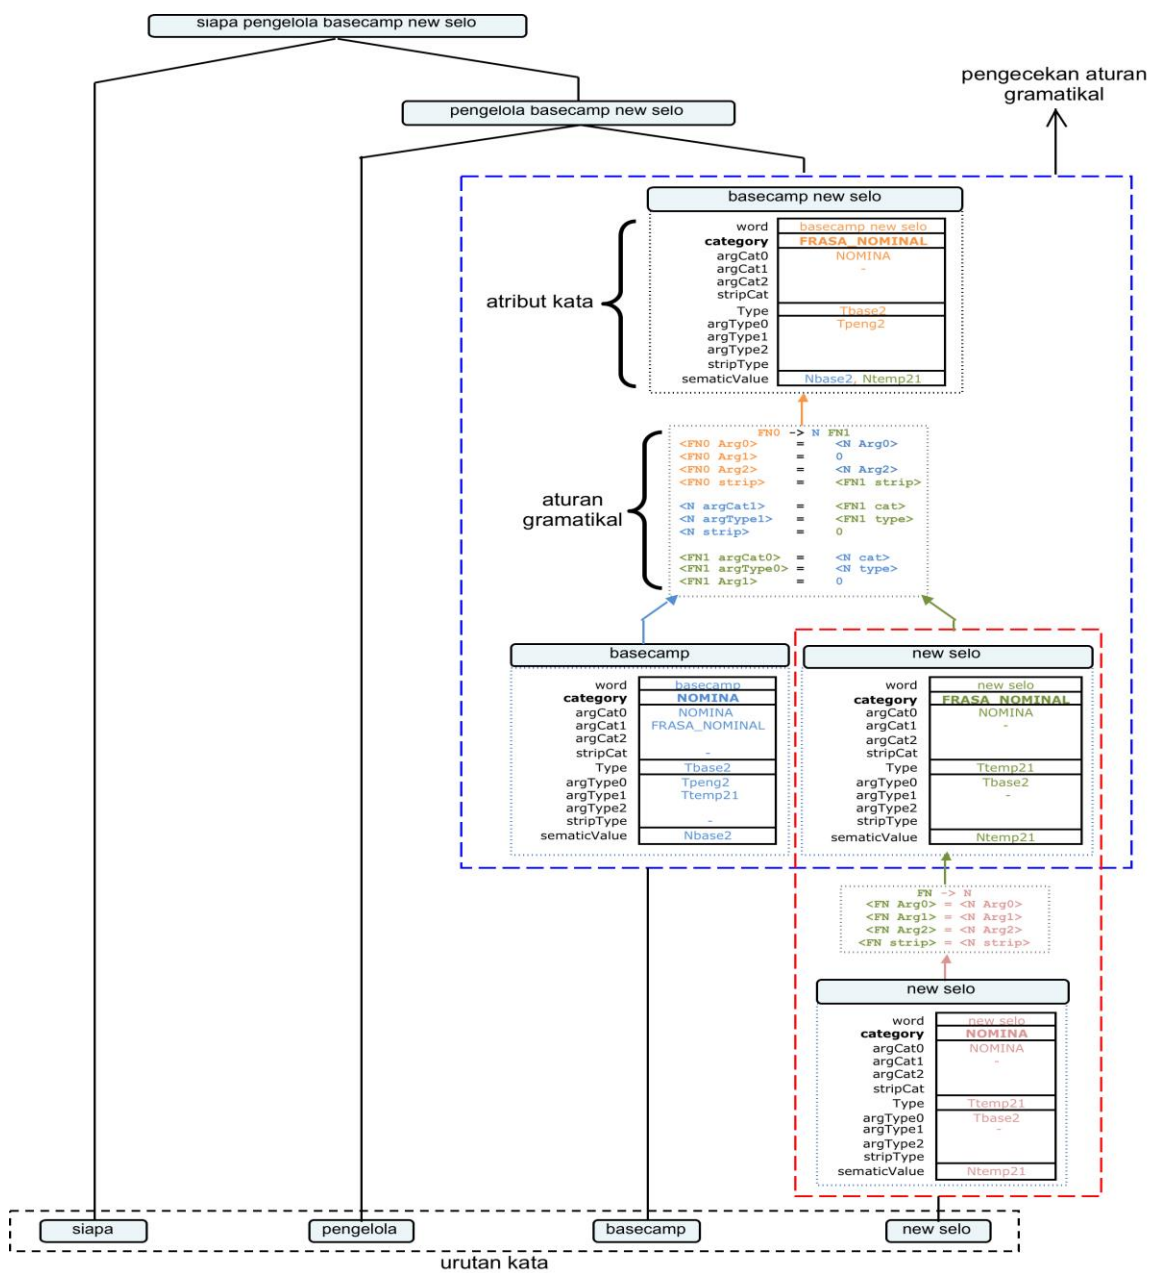 siapa pengelola basecamp new selo
pengelola basecamp new selo
pengecekan aturan
gramatikal
basecamp new selo
atribut kata
word basecamp new selo
category FRASA_NOMINAL
argCat0 NOMINA
argCat1 -
argCat2
stripCat
Type Tbase2
argType0 Tpeng2
argType1
argType2
stripType
sematicValue Nbase2, Ntemp21
aturan
gramatikal
FN0 -> N FN1
<FN0 Arg0> = <N Arg0>
<FN0 Arg1> = 0
<FN0 Arg2> = <N Arg2>
<FN0 strip> = <FN1 strip>
<N argCat1> = <FN1 cat>
<N argType1> = <FN1 type>
<N strip> = 0
<FN1 argCat0> = <N cat>
<FN1 argType0> = <N type>
<FN1 Arg1> = 0
basecamp
word basecamp
category NOMINA
argCat0 NOMINA
argCat1 FRASA_NOMINAL
argCat2
stripCat -
Type Tbase2
argType0 Tpeng2
argType1 Ttemp21
argType2
stripType -
sematicValue Nbase2
new selo
word new selo
category FRASA_NOMINAL
argCat0 NOMINA
argCat1 -
argCat2
stripCat
Type Ttemp21
argType0 Tbase2
argType1 -
argType2
stripType
sematicValue Ntemp21
FN -> N
<FN Arg0> = <N Arg0>
<FN Arg1> = <N Arg1>
<FN Arg2> = <N Arg2>
<FN strip> = <N strip>
new selo
word new selo
category NOMINA
argCat0 NOMINA
argCat1 -
argCat2
stripCat
Type Ttemp21
argType0 Tbase2
argType1 -
argType2
stripType
sematicValue Ntemp21
siapa pengelola basecamp new selo
urutan kata